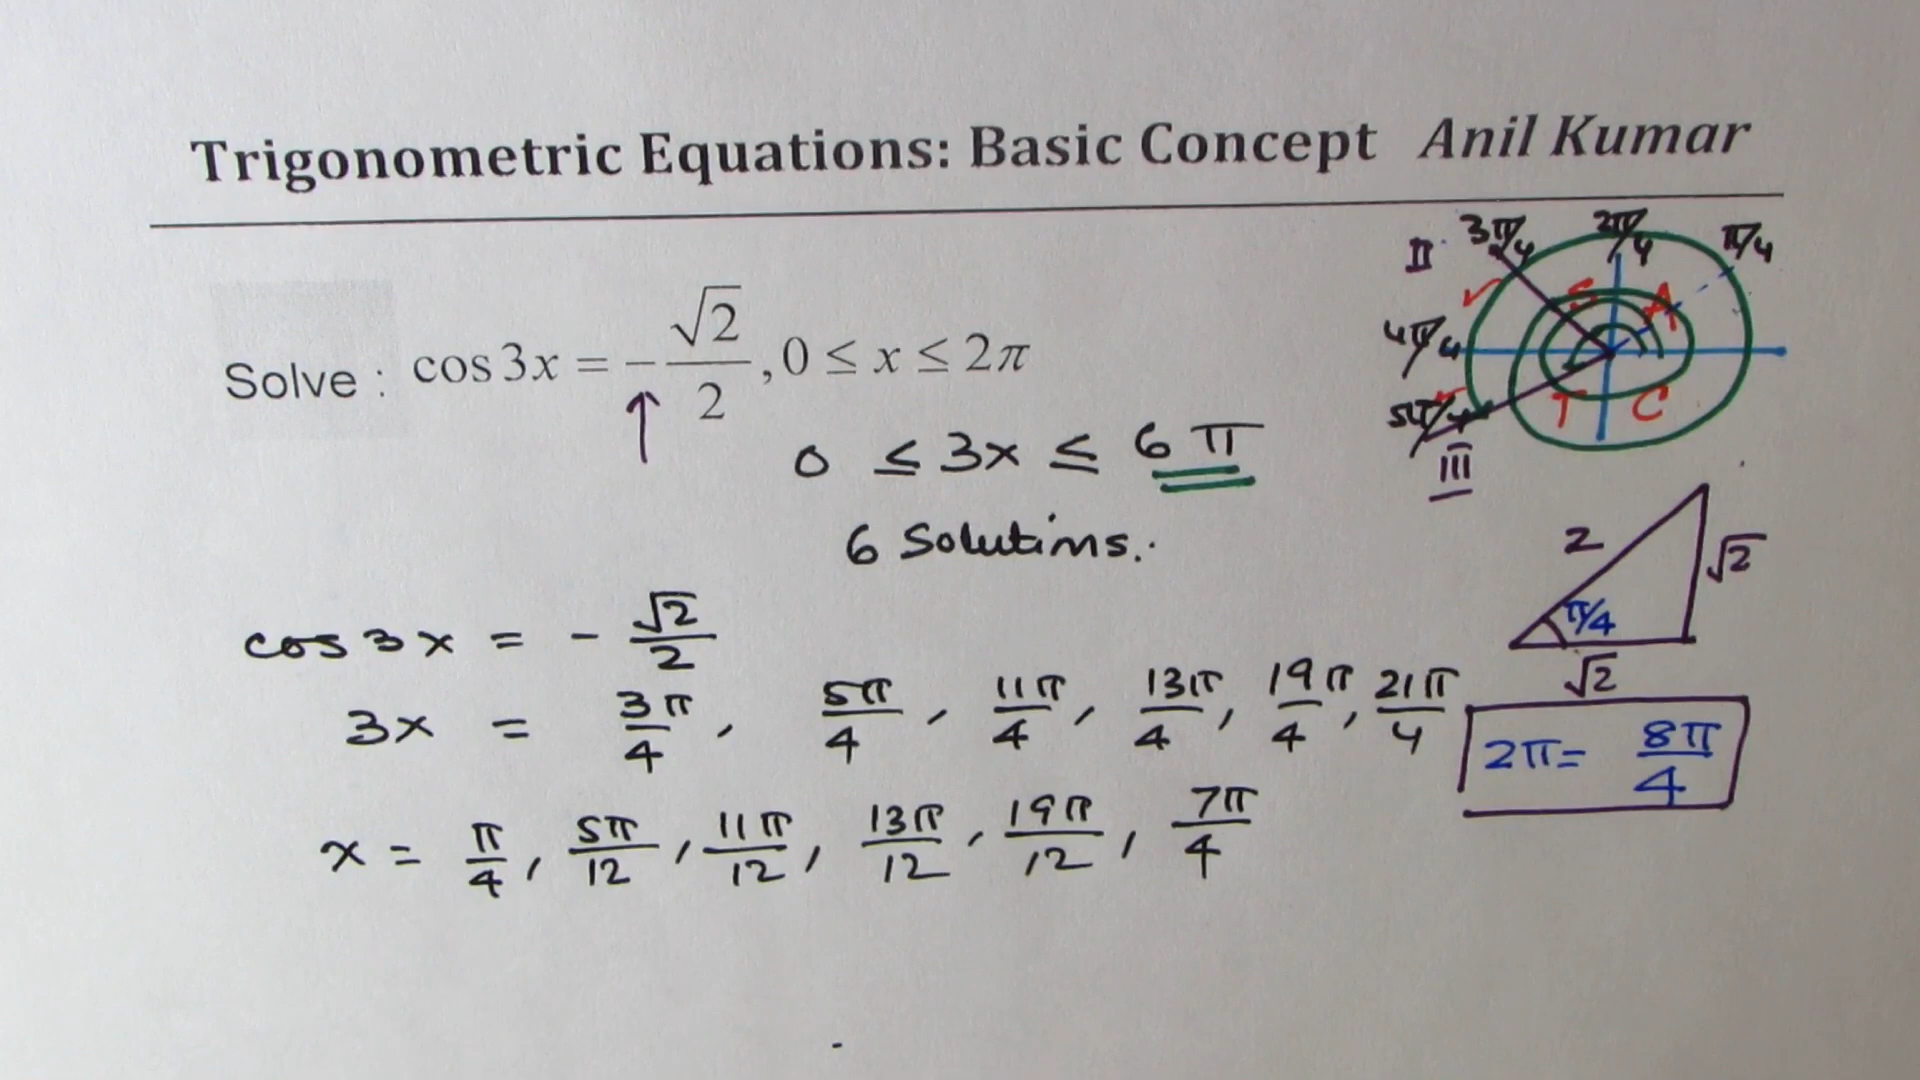 Trigonometric Equations: Basic Concept Anil Kumar
Solve : cos 3x = -√2/2, 0 ≤ x ≤ 2π
↑
0 ≤ 3x ≤ 6π
6 Solutions.
II 3π/4 2π/4 π/4
S A
4π/4
5π/4 T C
III
2 √2
π/4
√2
cos 3x = - √2/2
3x = 3π/4, 5π/4, 11π/4, 13π/4, 19π/4, 21π/4
2π = 8π/4
x = π/4, 5π/12, 11π/12, 13π/12, 19π/12, 7π/4